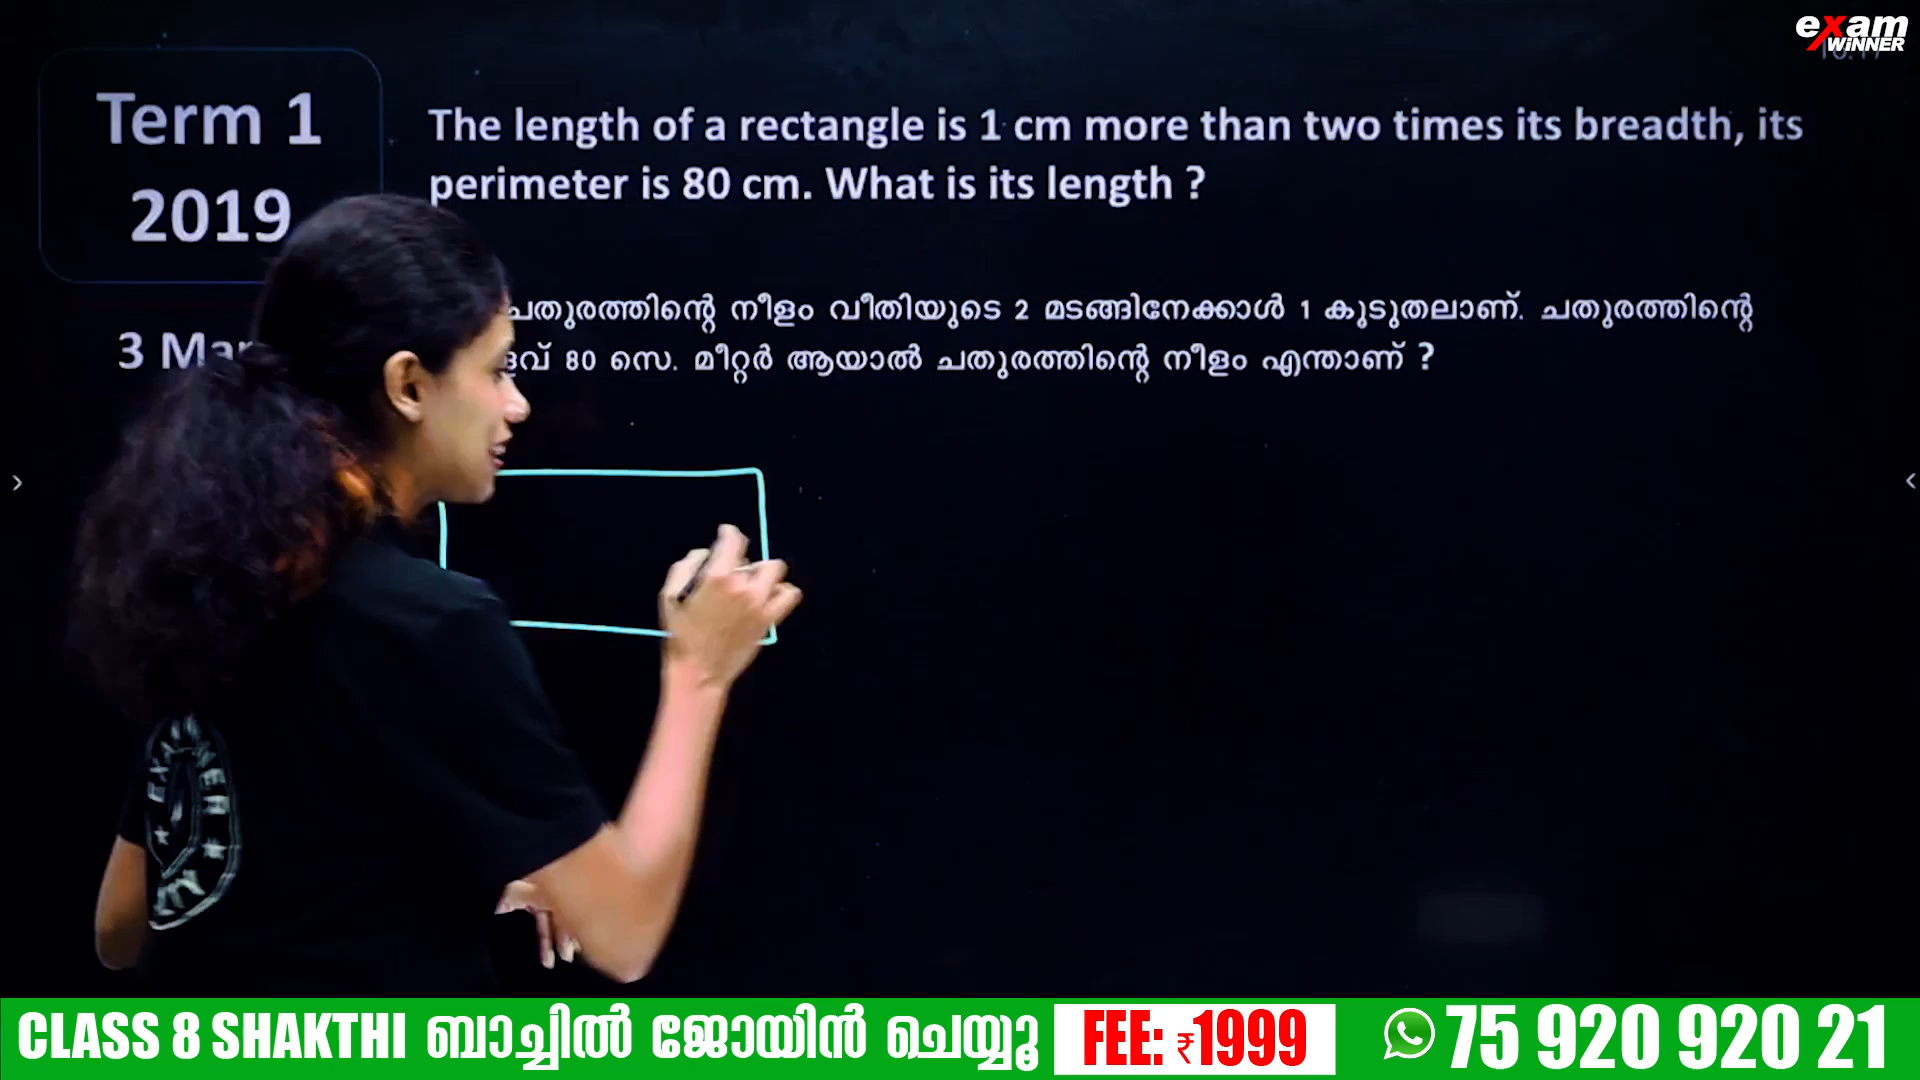 exam
WINNER
Term 1
2019
The length of a rectangle is 1 cm more than two times its breadth, its
perimeter is 80 cm. What is its length ?
ചതുരത്തിന്റെ നീളം വീതിയുടെ 2 മടങ്ങിനേക്കാൾ 1 കുടുതലാണ്. ചതുരത്തിന്റെ
80 സെ. മീറ്റർ ആയാൽ ചതുരത്തിന്റെ നീളം എന്താണ് ?
3
CLASS 8 SHAKTHI ബാച്ചിൽ ജോയിൻ ചെയ്യൂ FEE: ₹1999 75 920 920 21